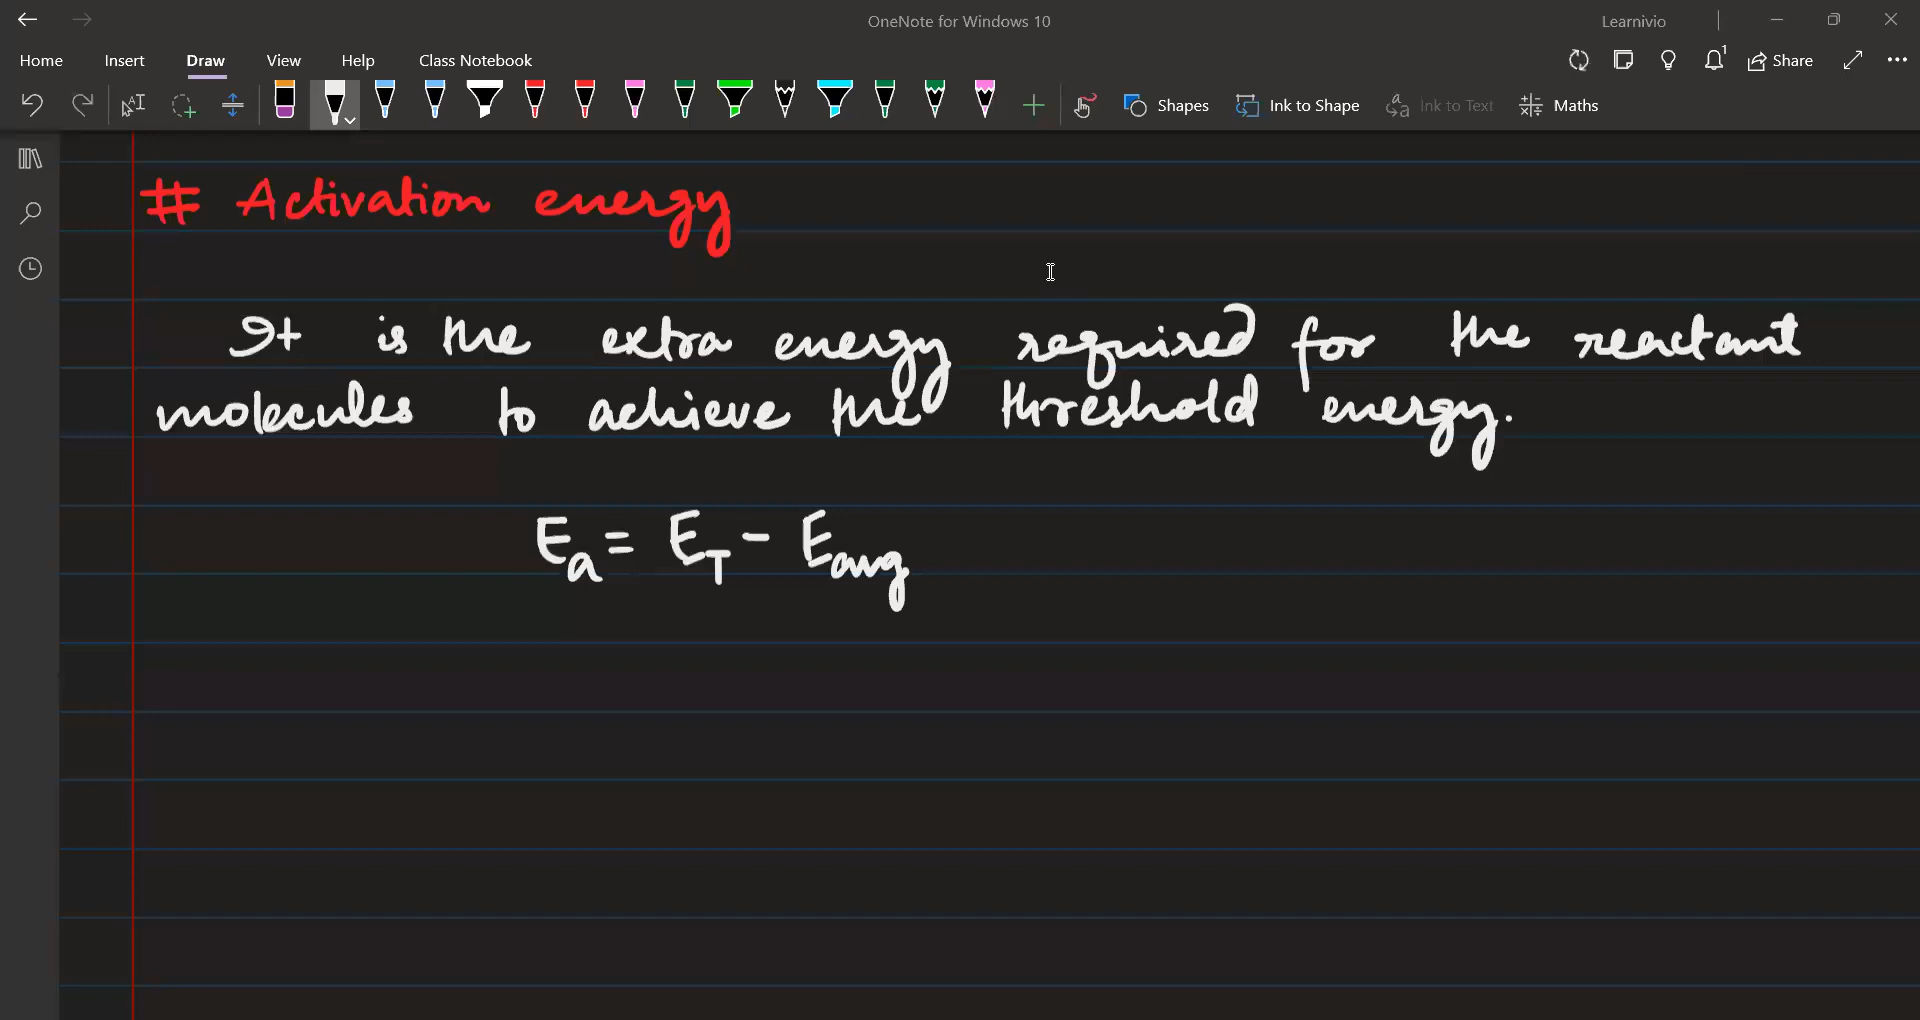 OneNote for Windows 10
Learnivio
Home Insert Draw View Help Class Notebook
1
Share
Shapes Ink to Shape Ink to Text Maths
# Activation energy
It is the extra energy required for the reactant
molecules to achieve the threshold energy.
Ea = ET - Eavg